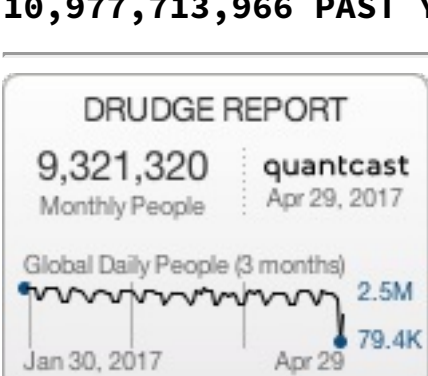 10,977,713,966 PAST
DRUDGE REPORT
9,321,320
Monthly People
quantcast
Apr 29, 2017
Global Daily People (3 months)
2.5M
79.4K
Jan 30, 2017
Apr 29